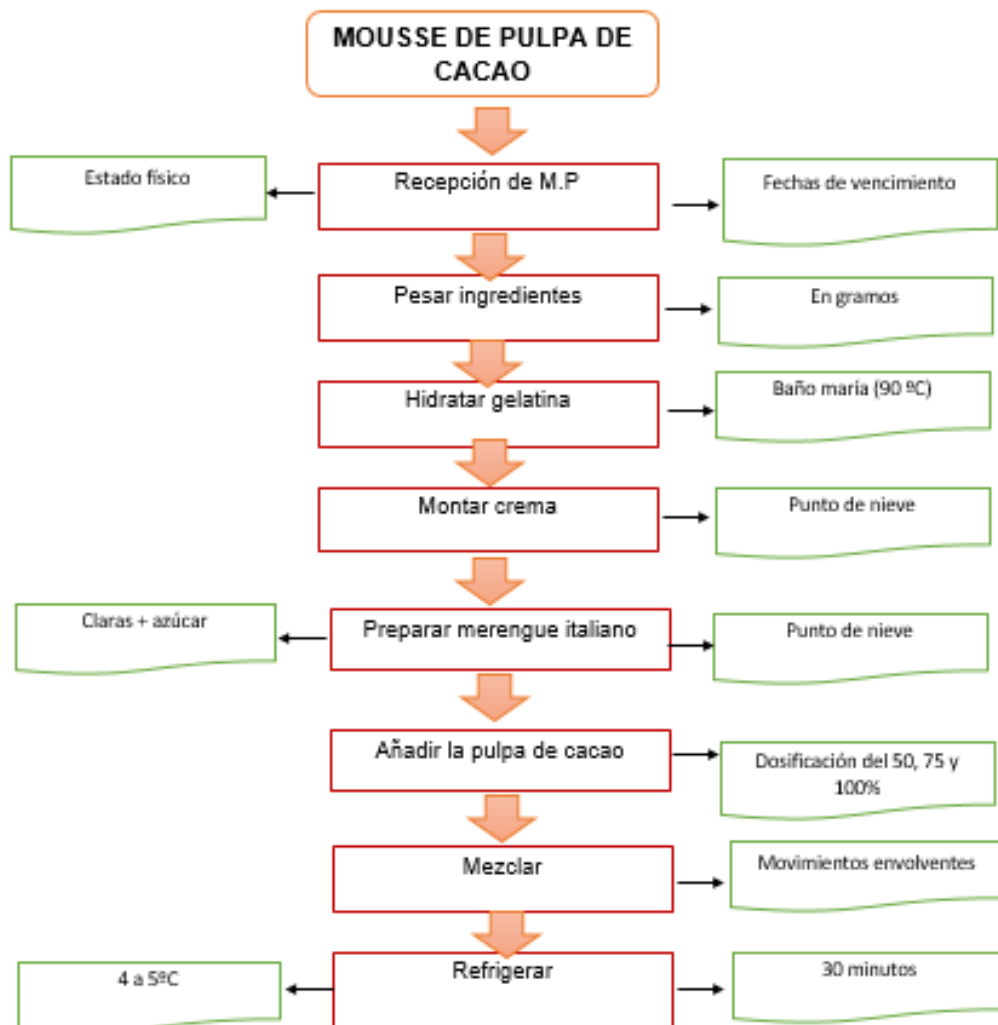 MOUSSE DE PULPA DE
CACAO
Estado físico
Recepción de M.P
Fechas de vencimiento
Pesar ingredientes
En gramos
Hidratar gelatina
Baño maría (90 ºC)
Montar crema
Punto de nieve
Claras + azúcar
Preparar merengue italiano
Punto de nieve
Añadir la pulpa de cacao
Dosificación del 50, 75 y
100%
Mezclar
Movimientos envolventes
4 a 5ºC
Refrigerar
30 minutos